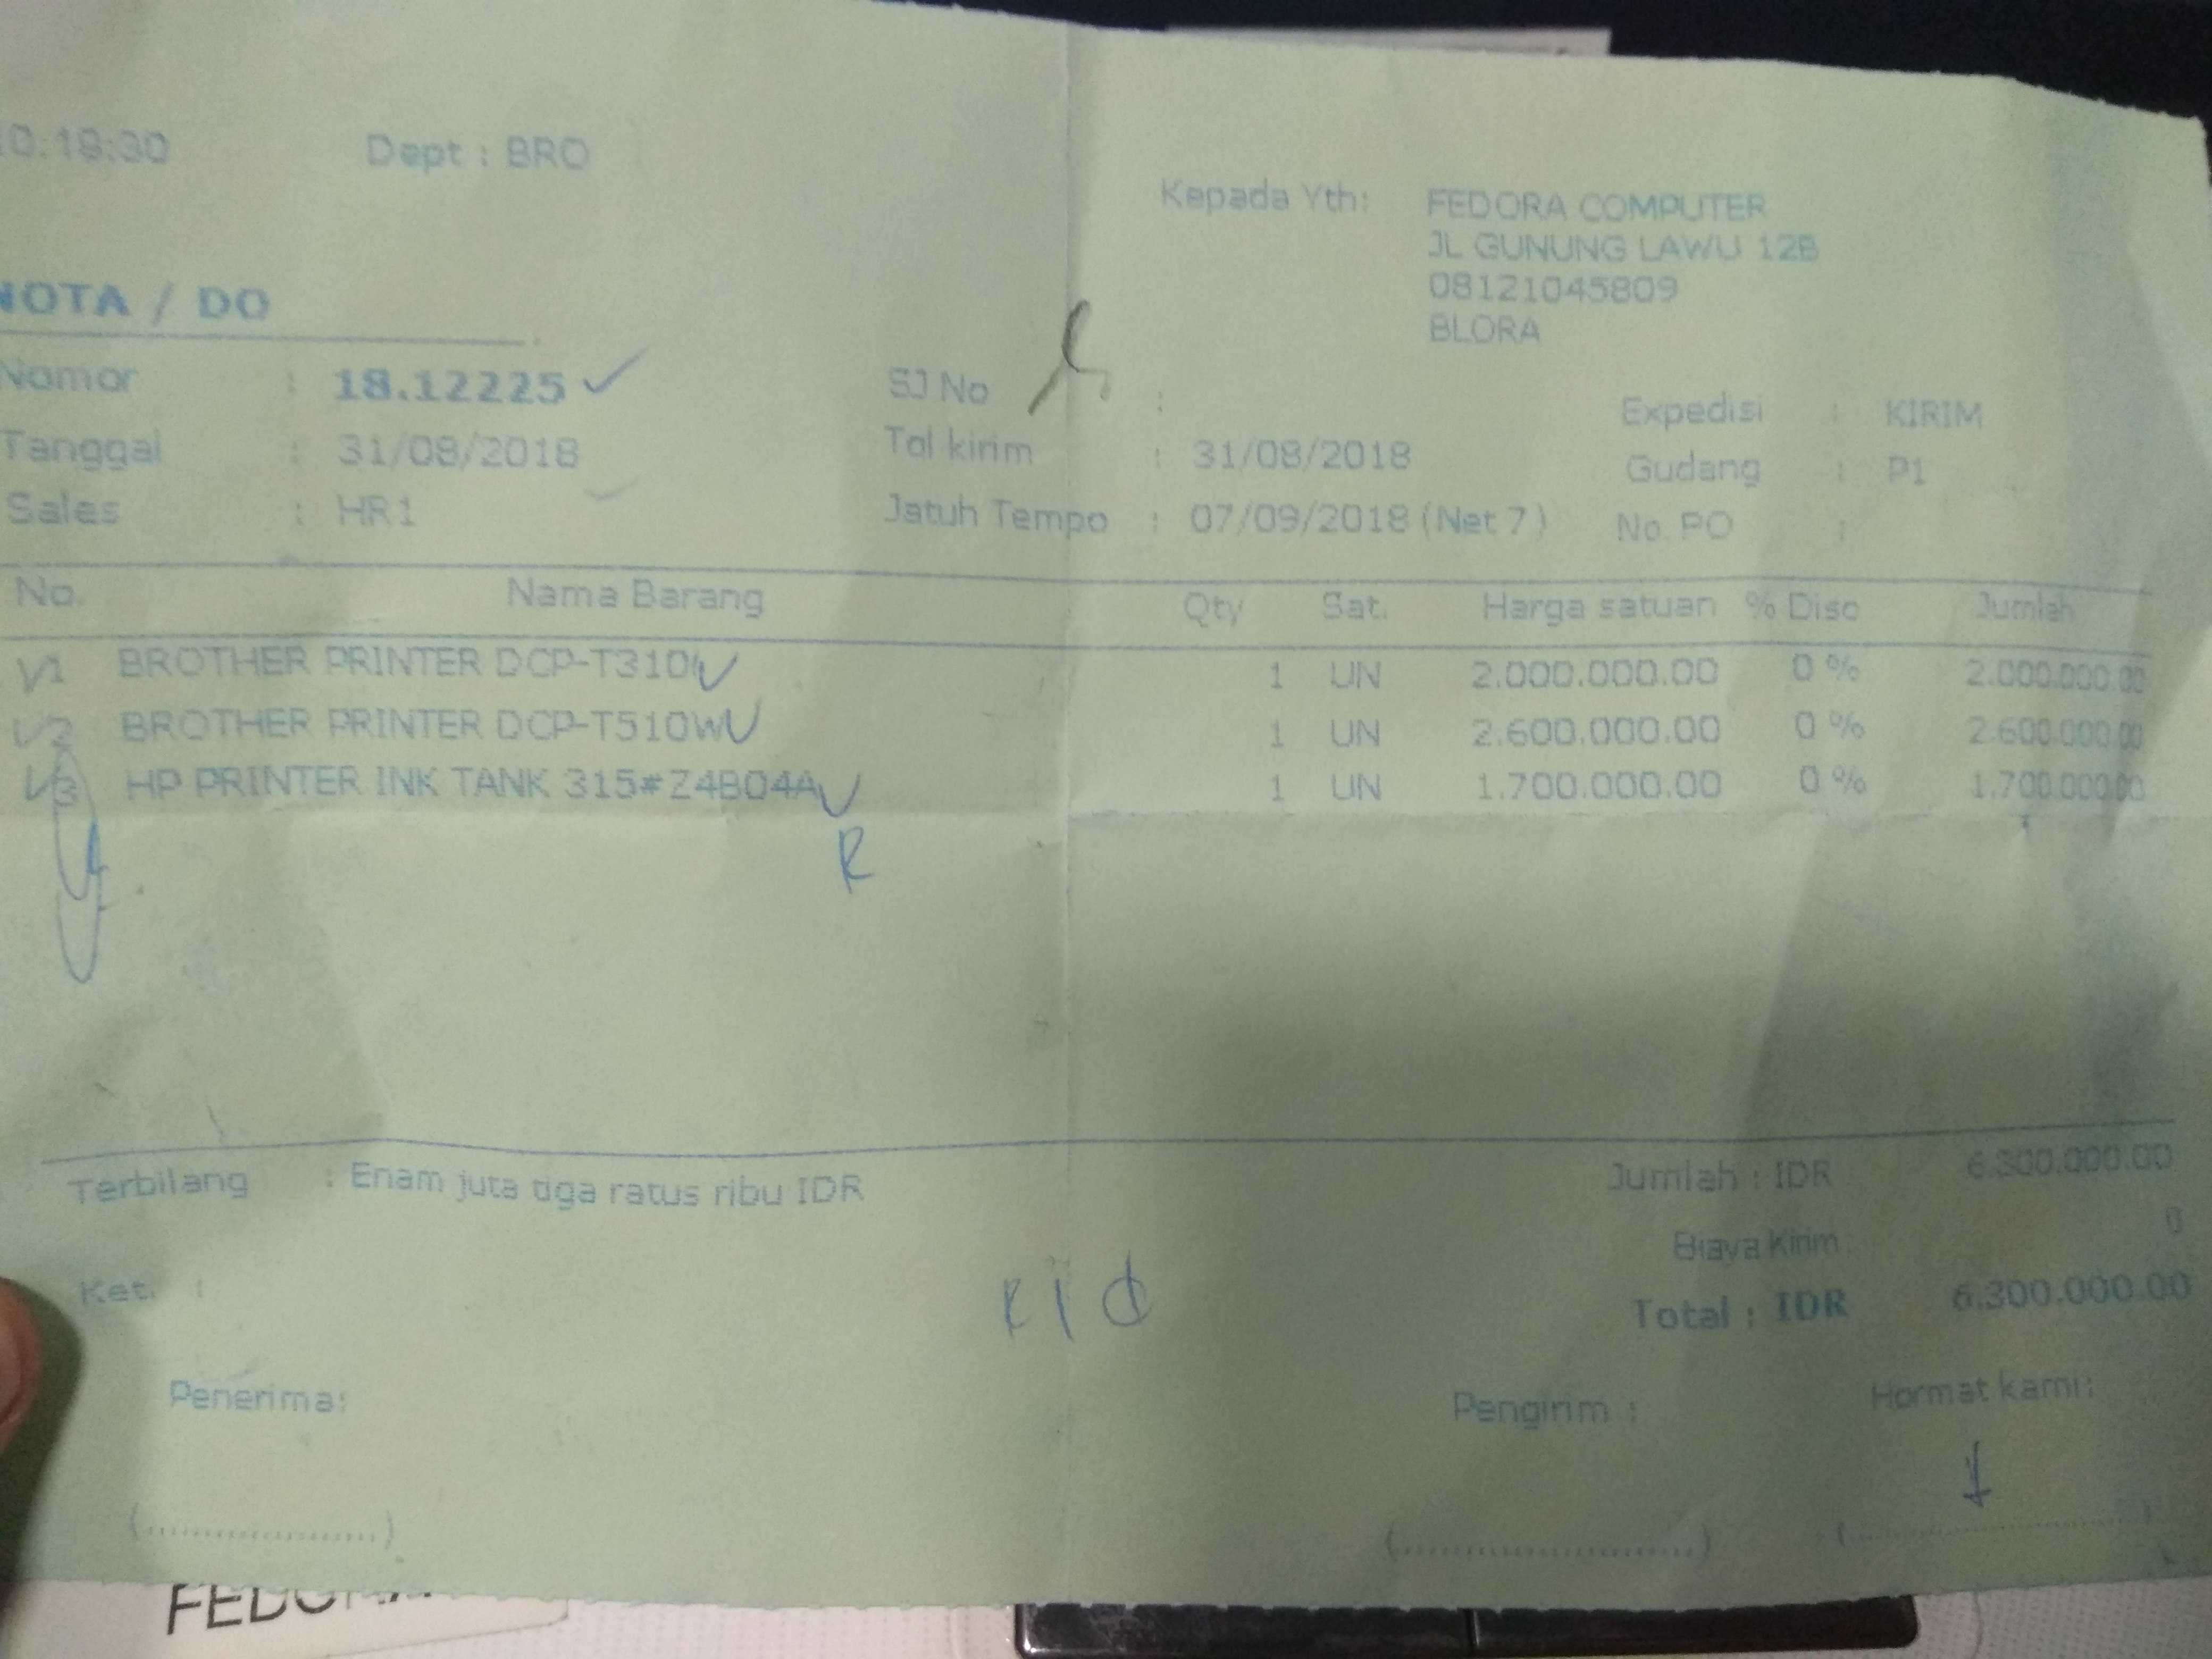 :18:30 Dept : BRO
Kepada Yth: FEDORA COMPUTER
JL GUNUNG LAWU 12B
08121045809
BLORA
NOTA / DO
Nomor : 18.12225
SJ No :
Expedisi : KIRIM
Tanggal : 31/08/2018
Tgl kirim : 31/08/2018
Gudang : P1
Sales : HR1
Jatuh Tempo : 07/09/2018 (Net 7)
No. PO :
No. Nama Barang Qty Sat. Harga satuan % Disc Jumlah
1 BROTHER PRINTER DCP-T310 1 UN 2.000.000.00 0 % 2.000.000.00
2 BROTHER PRINTER DCP-T510W 1 UN 2.600.000.00 0 % 2.600.000.00
3 HP PRINTER INK TANK 315#Z4B04A 1 UN 1.700.000.00 0 % 1.700.000.00
R
Terbilang : Enam juta tiga ratus ribu IDR
Jumlah : IDR 6.300.000.00
Biaya Kirim 0
Ket. :
Total : IDR 6.300.000.00
Penerima:
Pengirim :
Hormat kami:
(....................) (....................) (....................)